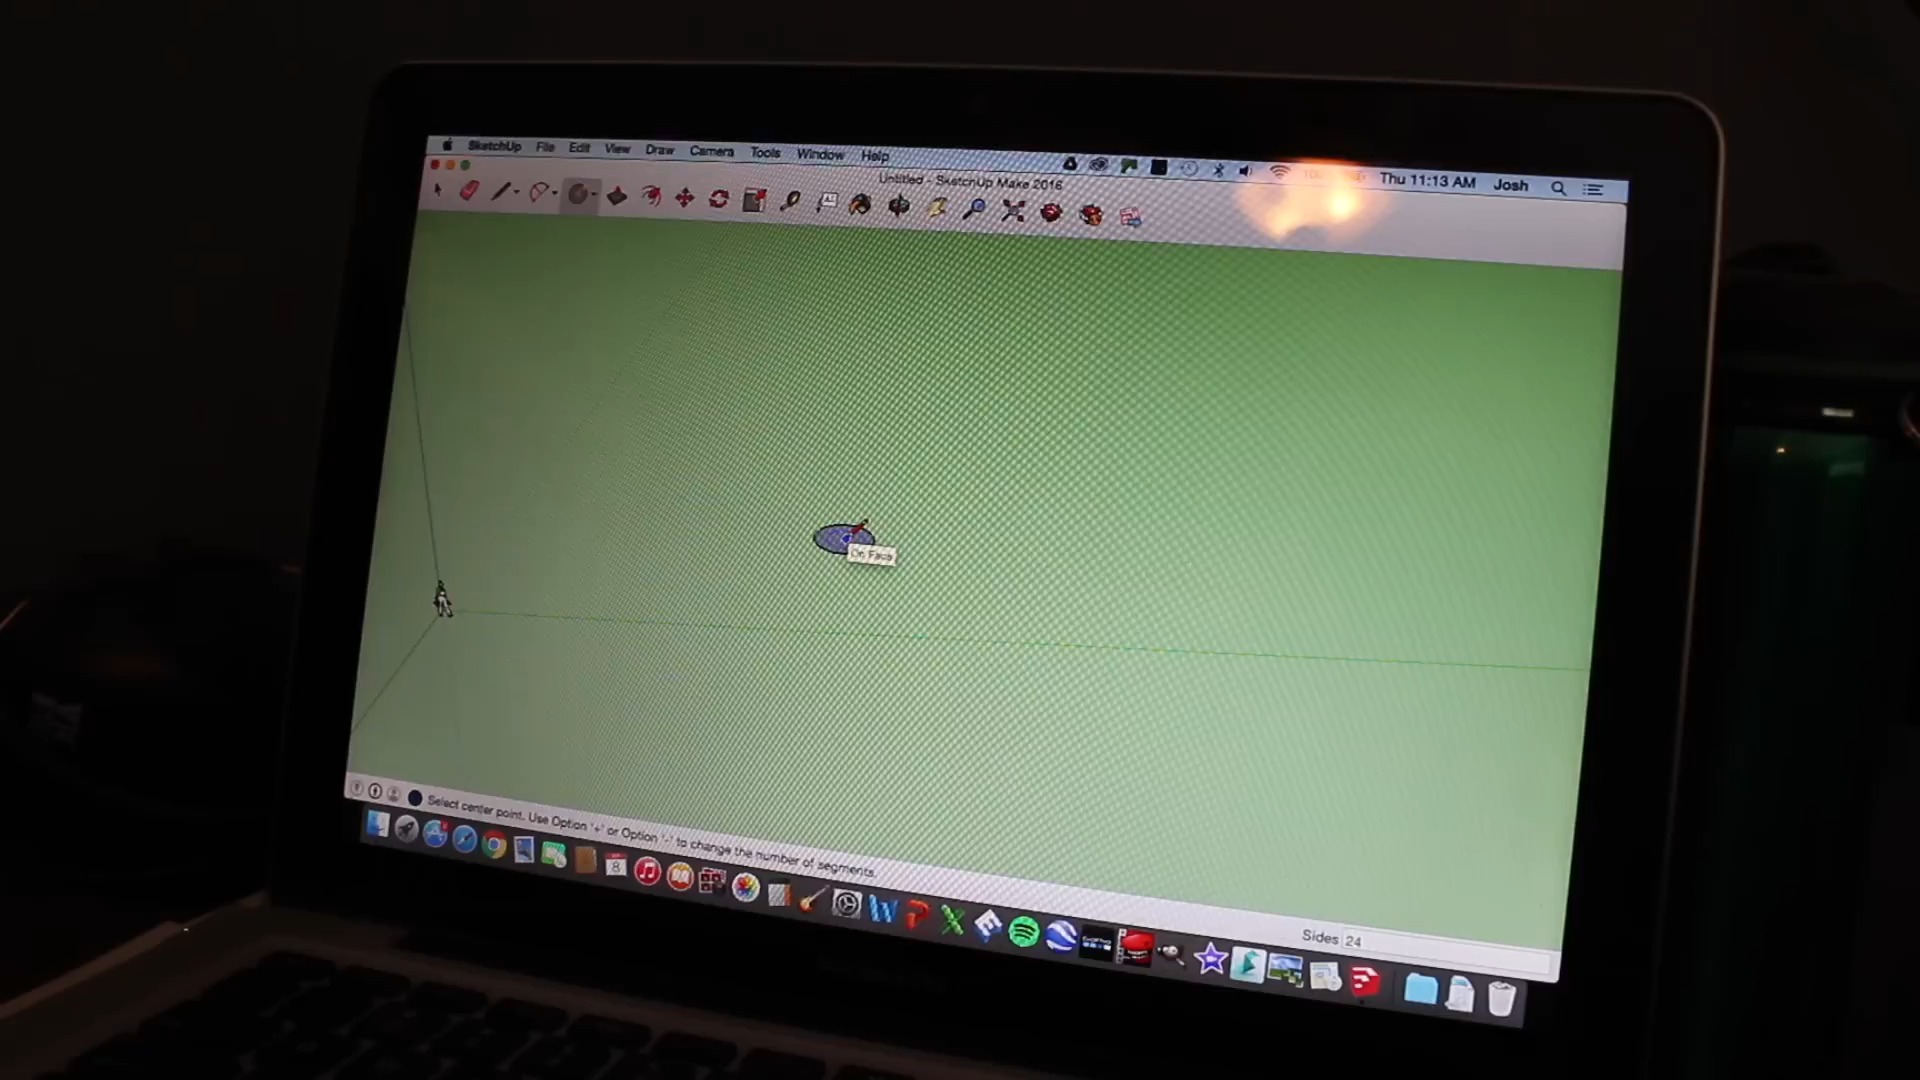 SketchUp File Edit View Draw Camera Tools Window Help Thu 11:13 AM Josh
Untitled - SketchUp Make 2016
On Face
Select center point. Use Option '+' or Option '-' to change the number of segments.
Sides 24
8